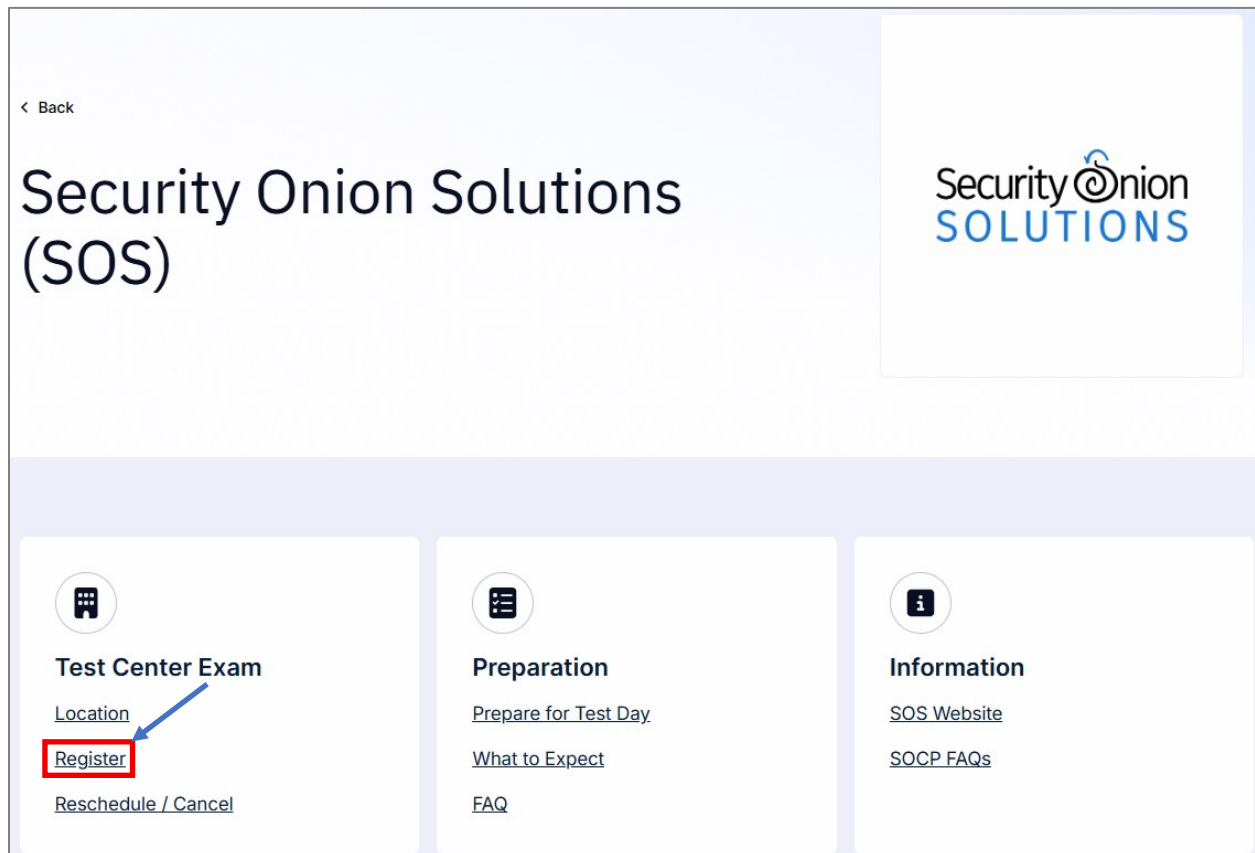 < Back
Security Onion Solutions
(SOS)
Security Onion
SOLUTIONS
Test Center Exam
Location
Register
Reschedule / Cancel
Preparation
Prepare for Test Day
What to Expect
FAQ
Information
SOS Website
SOCP FAQs